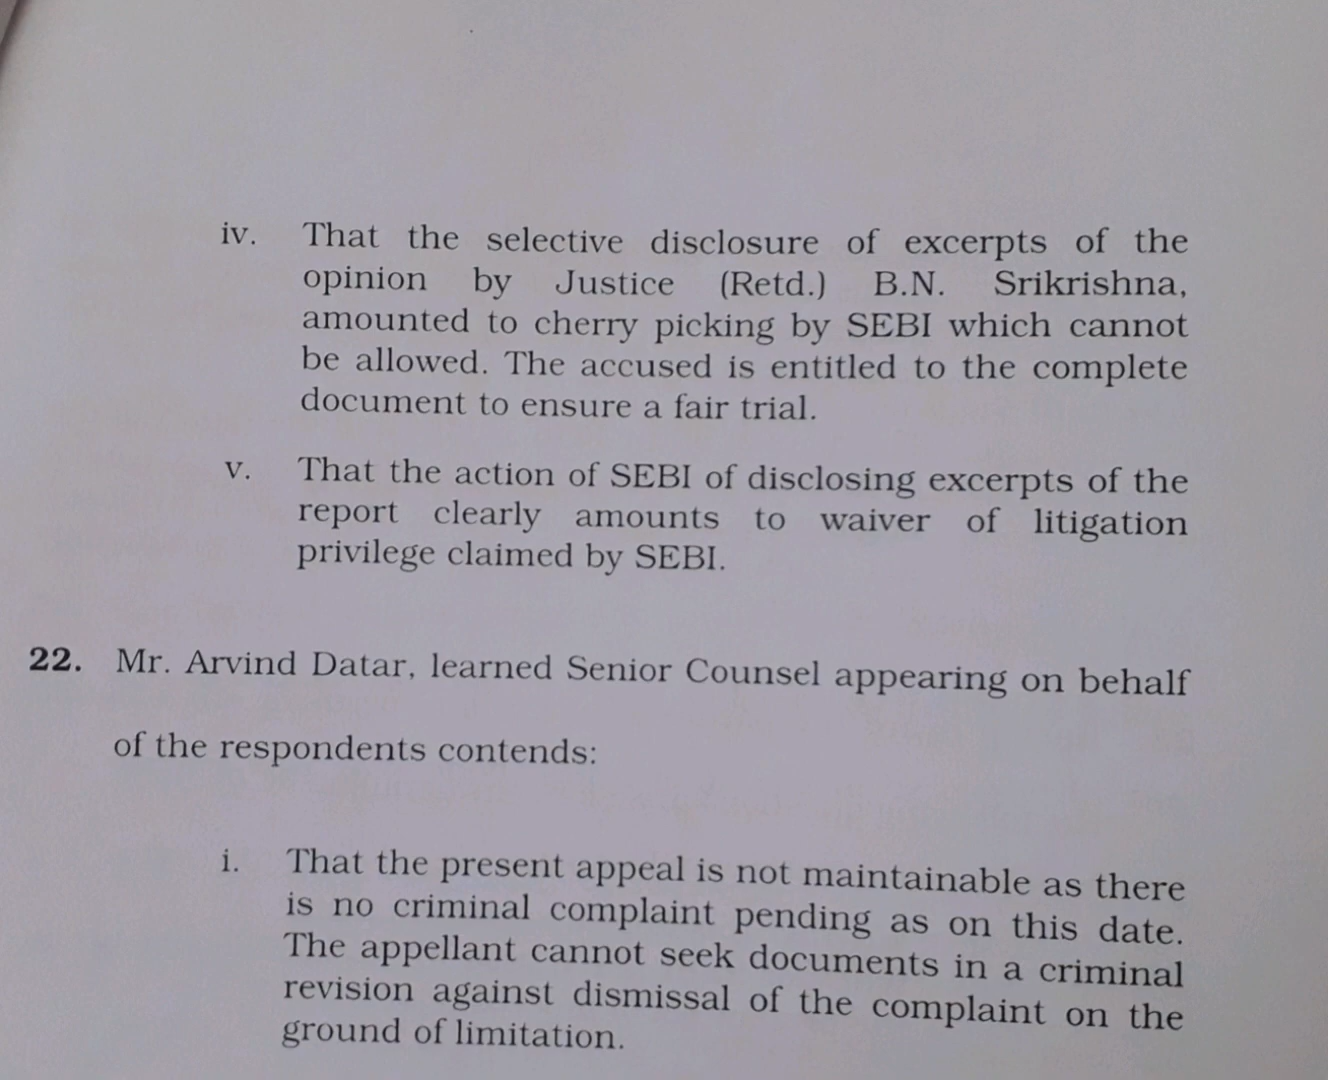 iv. That the selective disclosure of excerpts of the
opinion by Justice (Retd.) B.N. Srikrishna,
amounted to cherry picking by SEBI which cannot
be allowed. The accused is entitled to the complete
document to ensure a fair trial.
v. That the action of SEBI of disclosing excerpts of the
report clearly amounts to waiver of litigation
privilege claimed by SEBI.
22. Mr. Arvind Datar, learned Senior Counsel appearing on behalf
of the respondents contends:
i. That the present appeal is not maintainable as there
is no criminal complaint pending as on this date.
The appellant cannot seek documents in a criminal
revision against dismissal of the complaint on the
ground of limitation.